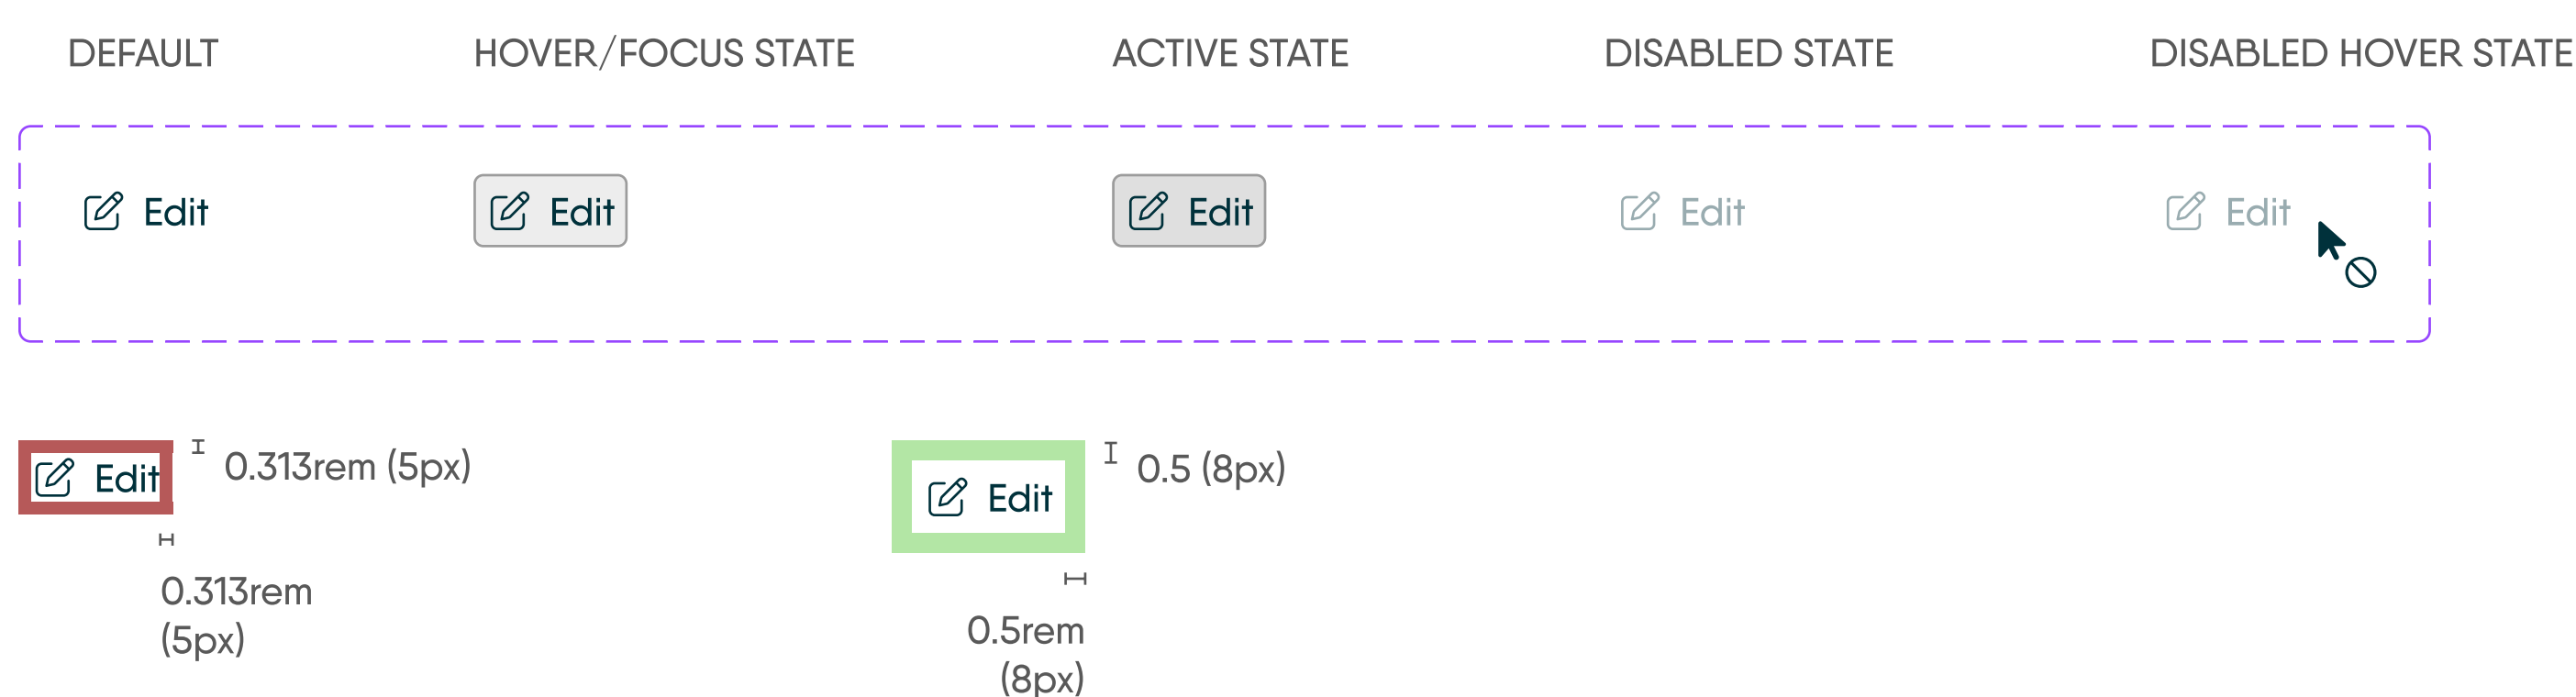 DEFAULT
HOVER/FOCUS STATE
ACTIVE STATE
DISABLED STATE
DISABLED HOVER STATE
Edit
Edit
Edit
Edit
Edit
Edit
0.313rem (5px)
0.313rem
(5px)
Edit
0.5 (8px)
0.5rem
(8px)